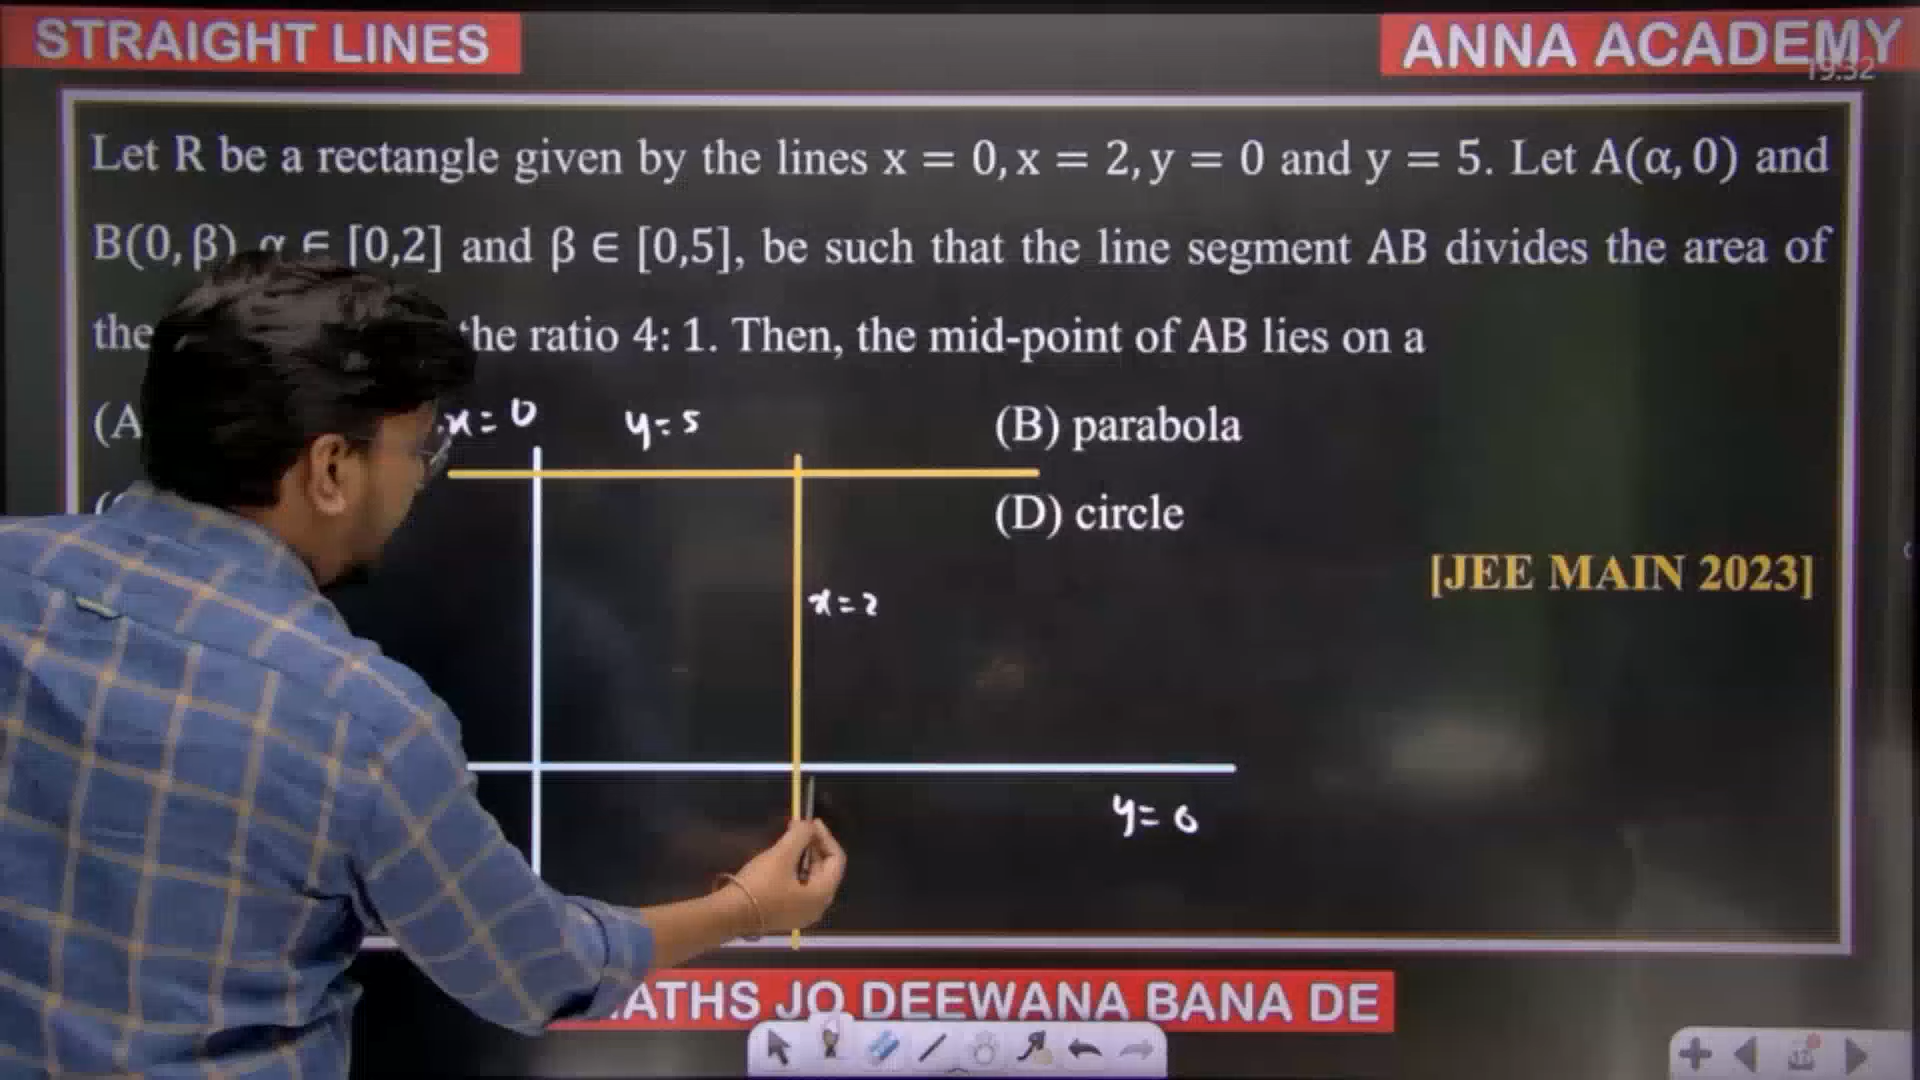 STRAIGHT LINES
ANNA ACADEMY
19:32
Let R be a rectangle given by the lines x = 0, x = 2, y = 0 and y = 5. Let A(α, 0) and
B(0, β) α ∈ [0,2] and β ∈ [0,5], be such that the line segment AB divides the area of
the the ratio 4: 1. Then, the mid-point of AB lies on a
(A
(B) parabola
x = 0
y = 5
(D) circle
[JEE MAIN 2023]
x = 2
y = 0
ATHS JO DEEWANA BANA DE